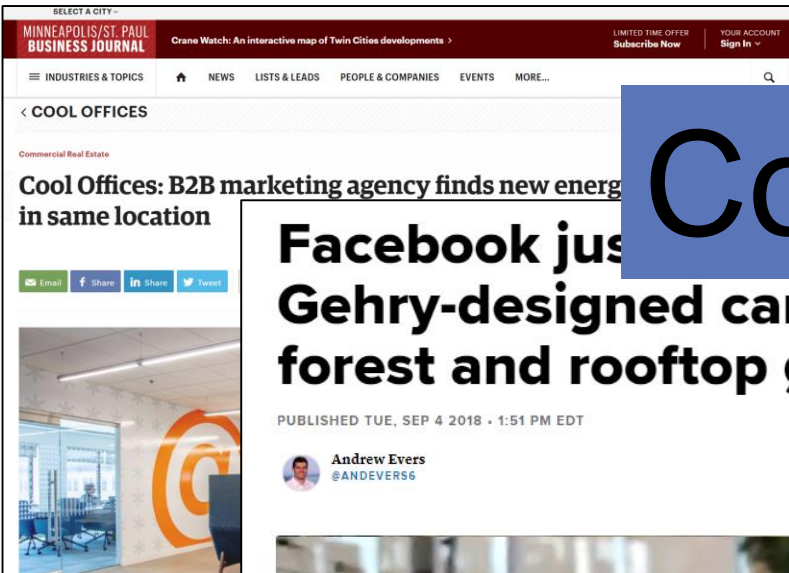 SELECT A CITY
MINNEAPOLIS/ST. PAUL
BUSINESS JOURNAL
Crane Watch: An interactive map of Twin Cities developments >
LIMITED TIME OFFER
Subscribe Now
YOUR ACCOUNT
Sign In
INDUSTRIES & TOPICS
NEWS
LISTS & LEADS
PEOPLE & COMPANIES
EVENTS
MORE...
< COOL OFFICES
Commercial Real Estate
Cool Offices: B2B marketing agency finds new energ
in same location
Co
Email
f Share
in Share
Tweet
Facebook jus
Gehry-designed ca
forest and rooftop
PUBLISHED TUE, SEP 4 2018 • 1:51 PM EDT
Andrew Evers
@ANDEVERS6
@